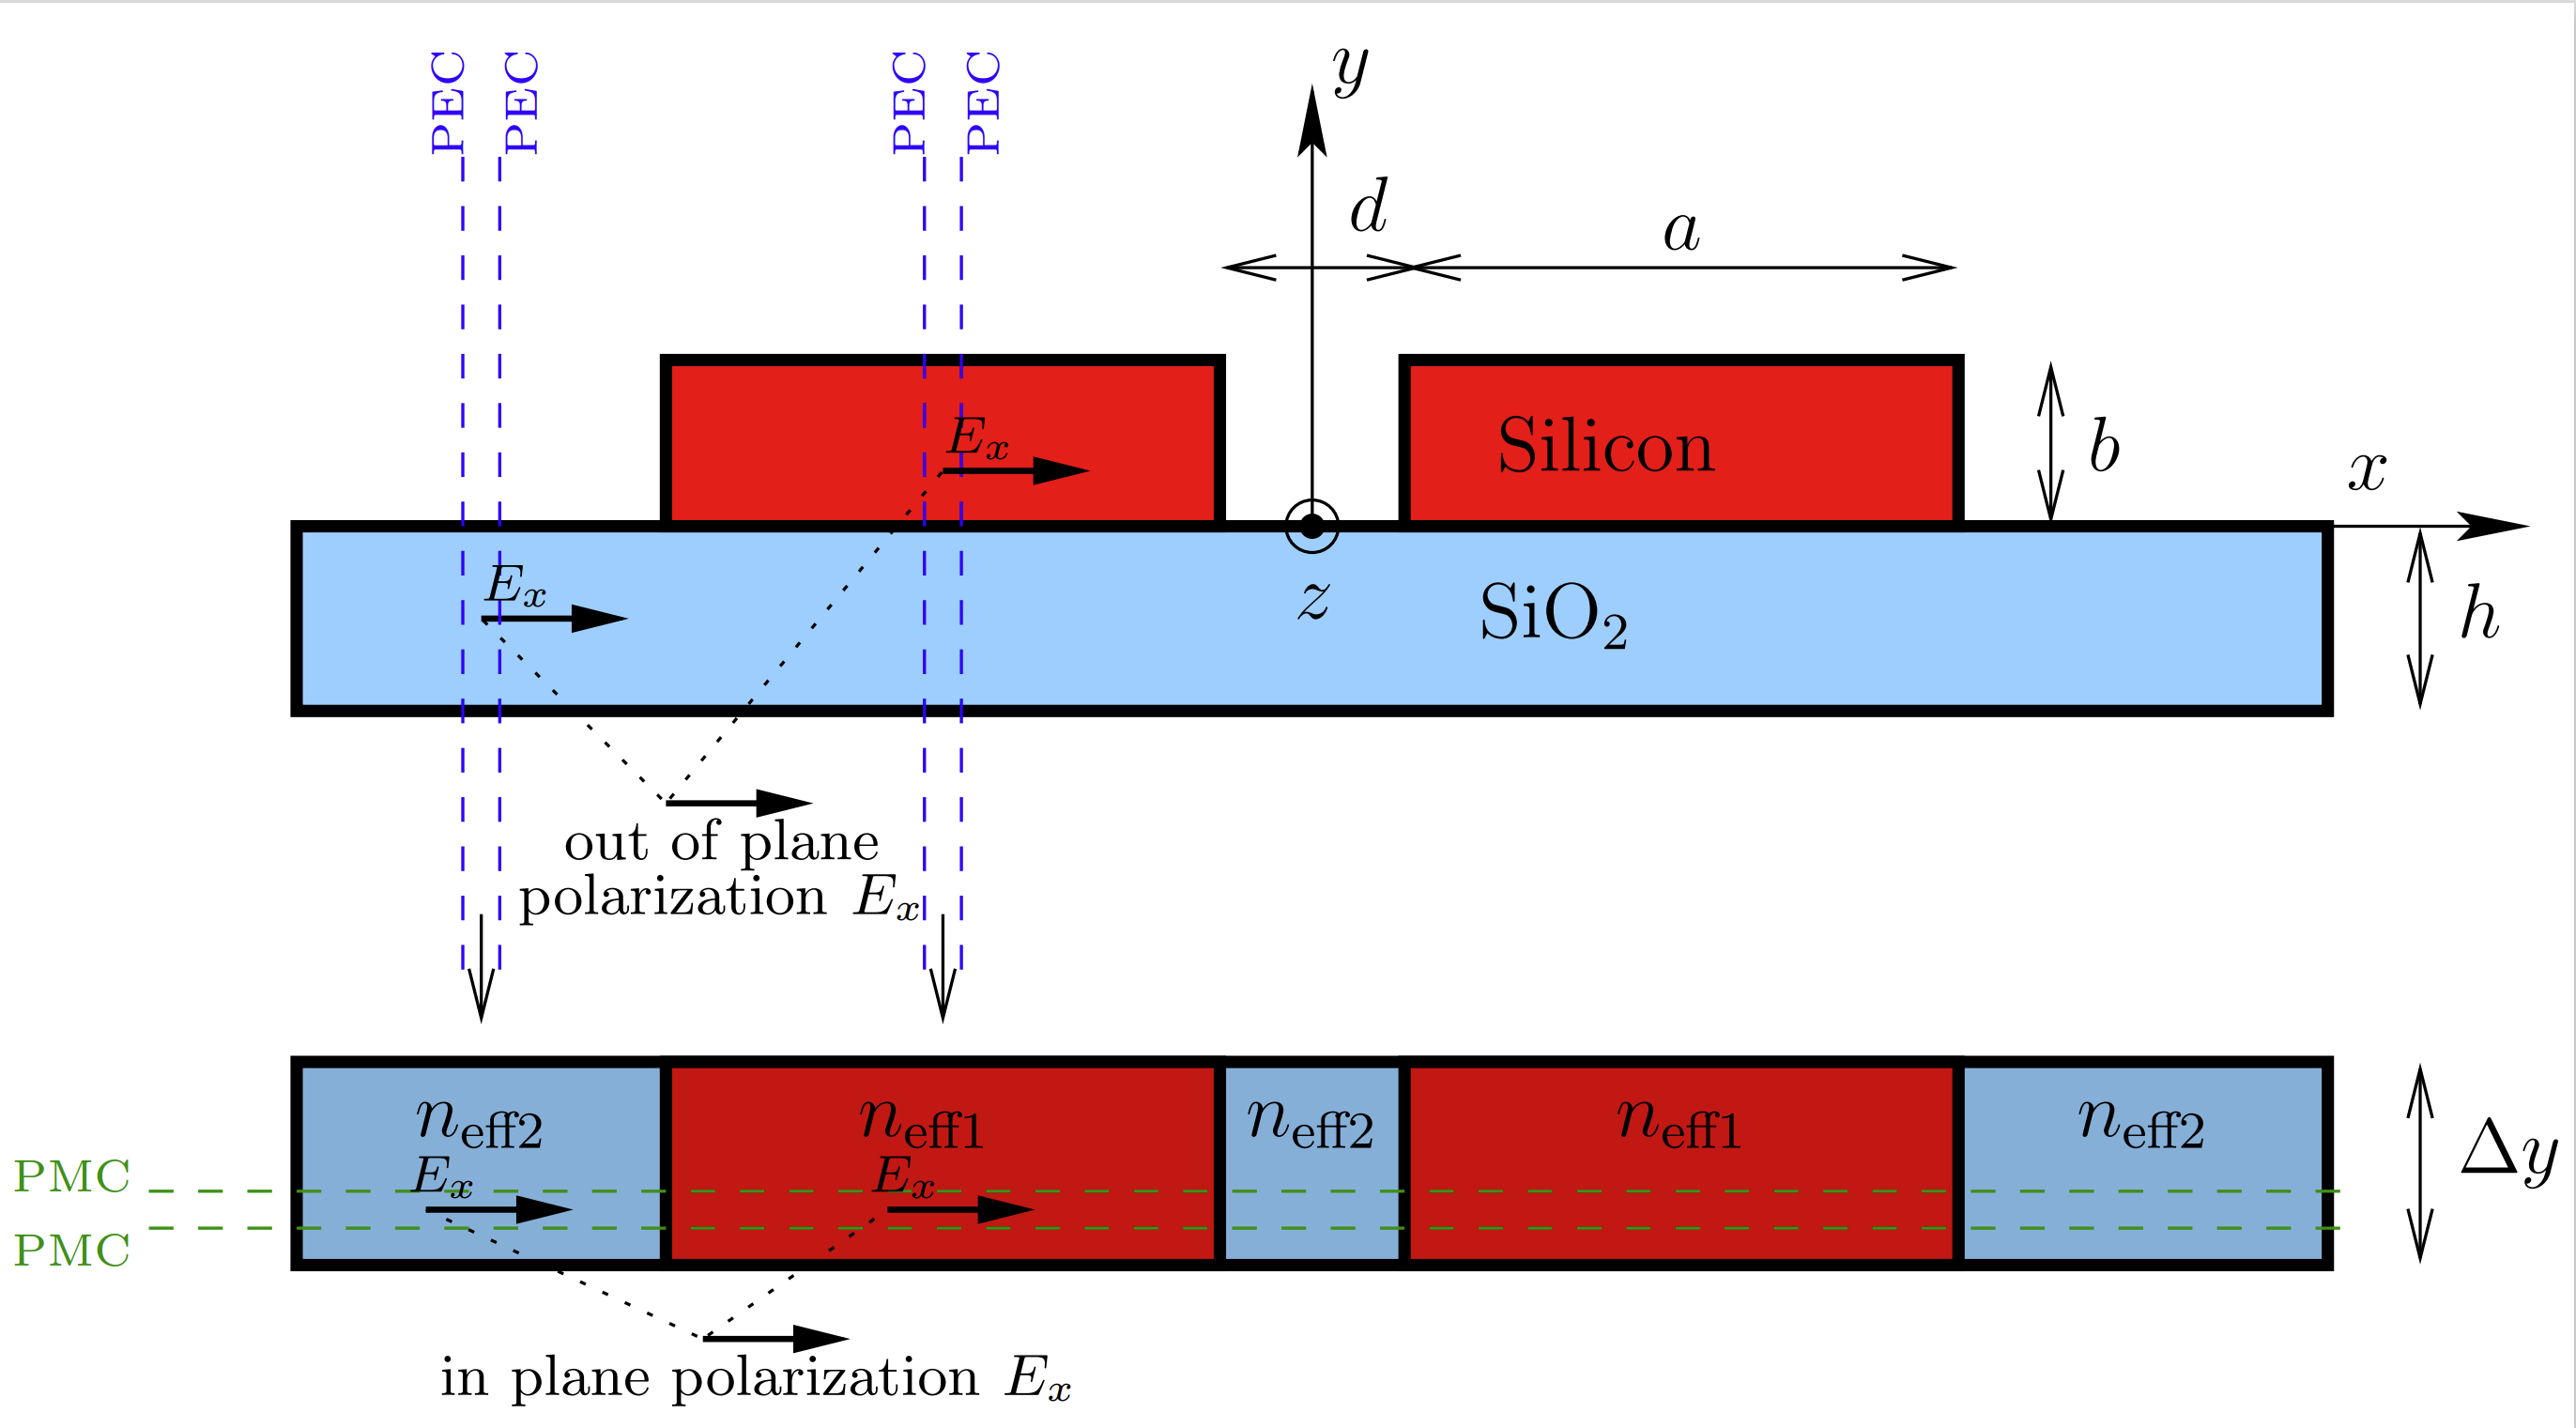 PEC PEC PEC PEC
y
d
a
E_x
Silicon
b
x
E_x
z
SiO₂
h
out of plane
polarization E_x
n_eff2 n_eff1 n_eff2 n_eff1 n_eff2
Δy
PMC
E_x E_x
PMC
in plane polarization E_x